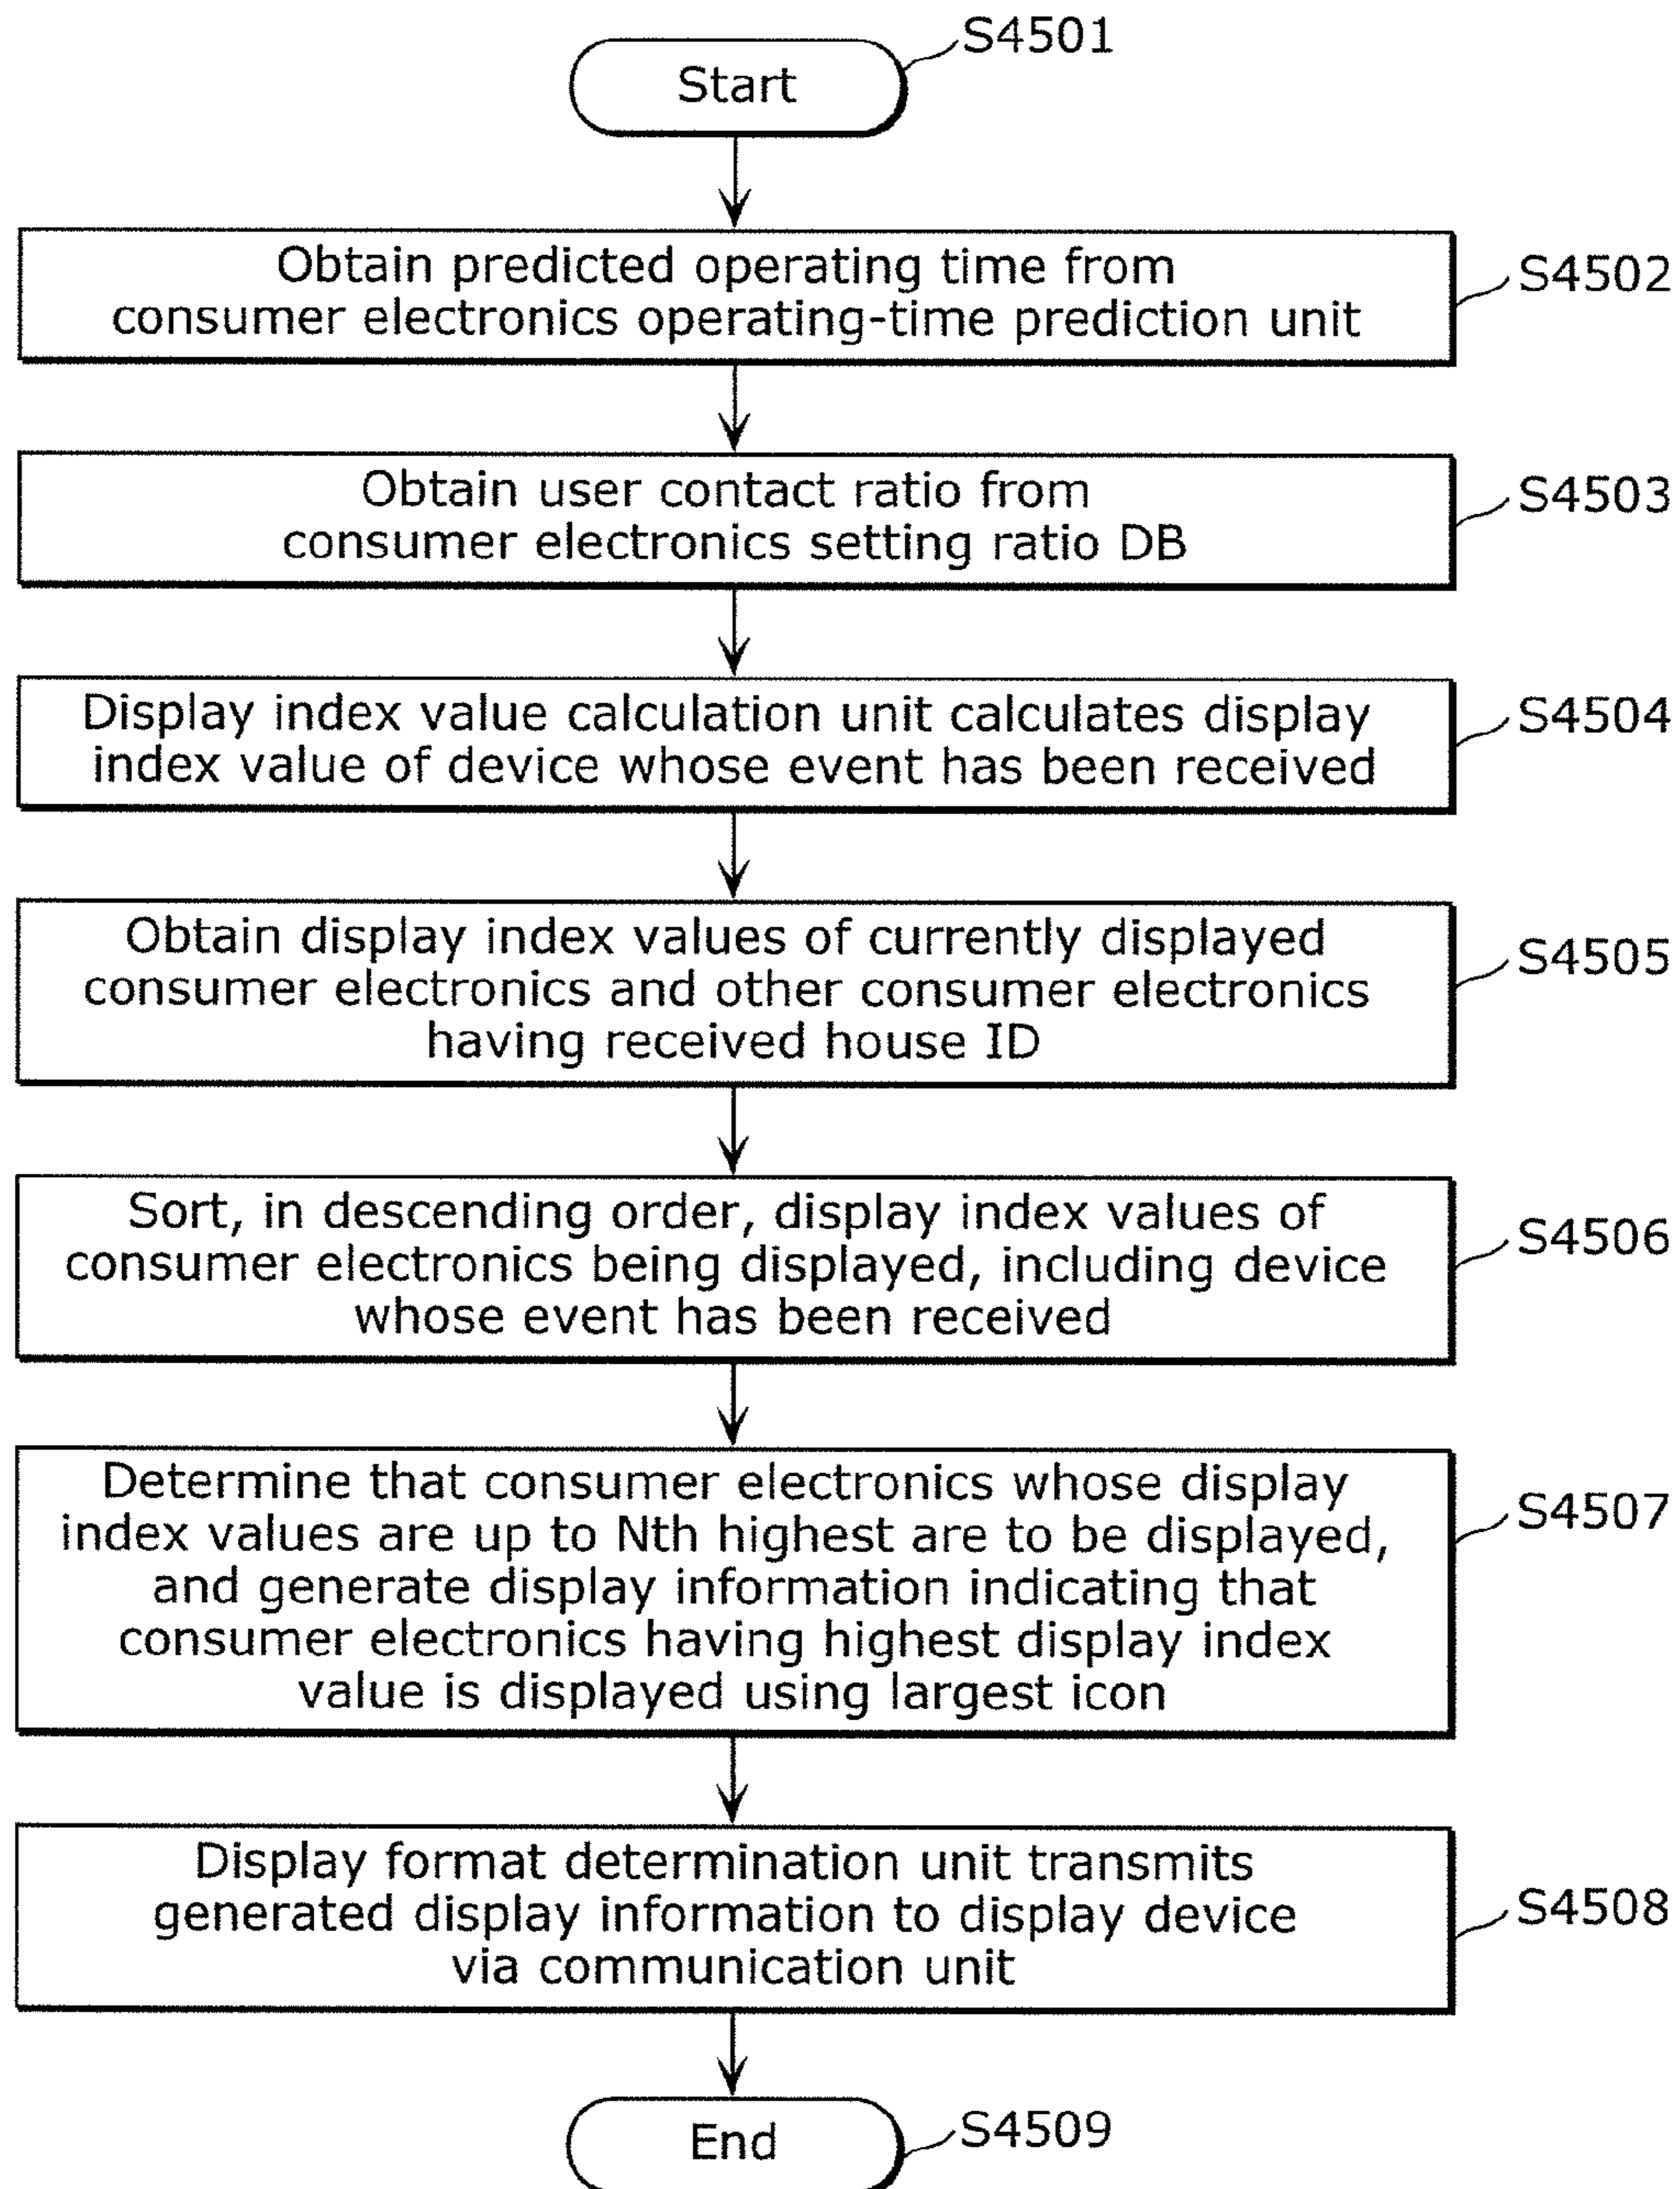 Start
S4501
Obtain predicted operating time from
consumer electronics operating-time prediction unit
S4502
Obtain user contact ratio from
consumer electronics setting ratio DB
S4503
Display index value calculation unit calculates display
index value of device whose event has been received
S4504
Obtain display index values of currently displayed
consumer electronics and other consumer electronics
having received house ID
S4505
Sort, in descending order, display index values of
consumer electronics being displayed, including device
whose event has been received
S4506
Determine that consumer electronics whose display
index values are up to Nth highest are to be displayed,
and generate display information indicating that
consumer electronics having highest display index
value is displayed using largest icon
S4507
Display format determination unit transmits
generated display information to display device
via communication unit
S4508
End
S4509